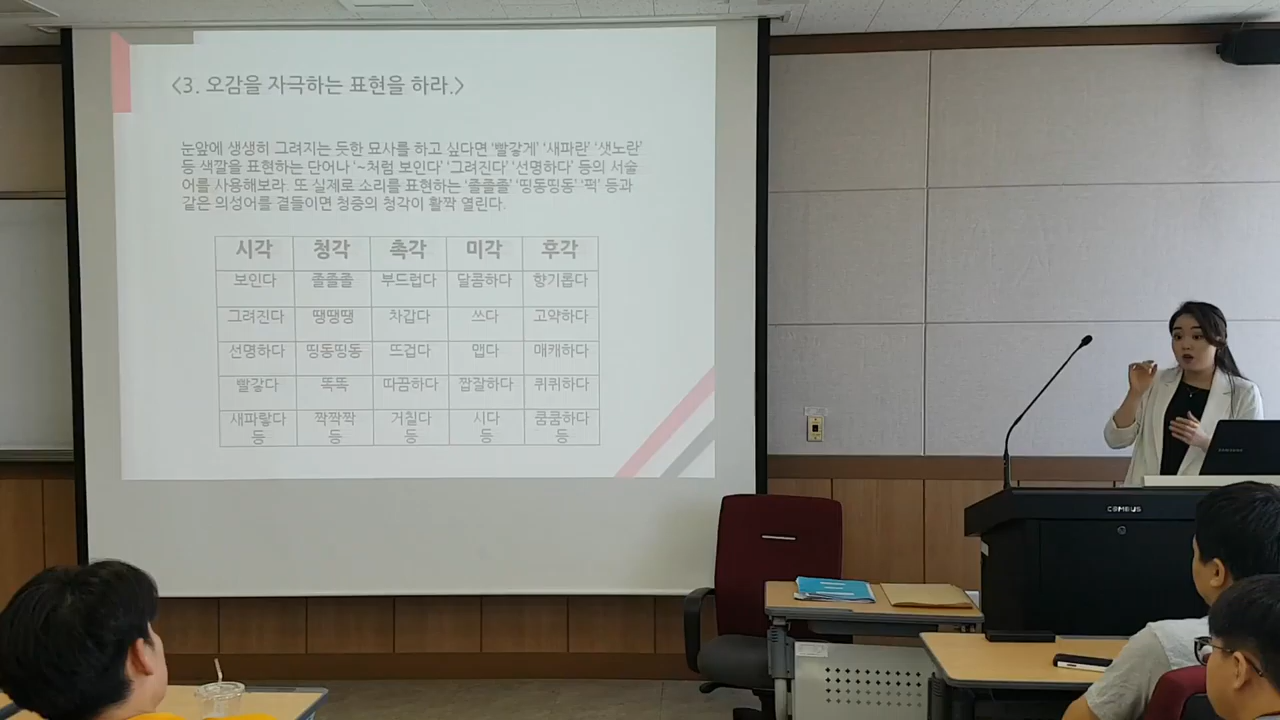 <3. 오감을 자극하는 표현을 하라.>
눈앞에 생생히 그려지는 듯한 묘사를 하고 싶다면 '빨갛게' '새파란' '샛노란'
등 색깔을 표현하는 단어나 '~처럼 보인다' '그려진다' '선명하다' 등의 서술
어를 사용해보라. 또 실제로 소리를 표현하는 '졸졸졸' '띵동띵동' '퍽' 등과
같은 의성어를 곁들이면 청중의 청각이 활짝 열린다.
시각 청각 촉각 미각 후각
보인다 졸졸졸 부드럽다 달콤하다 향기롭다
그려진다 땡땡땡 차갑다 쓰다 고약하다
선명하다 띵동띵동 뜨겁다 맵다 매캐하다
빨갛다 똑똑 따끔하다 짭잘하다 퀴퀴하다
새파랗다 짝짝짝 거칠다 시다 쿵쿵하다
등 등 등 등 등
SAMSUNG
COMBUS